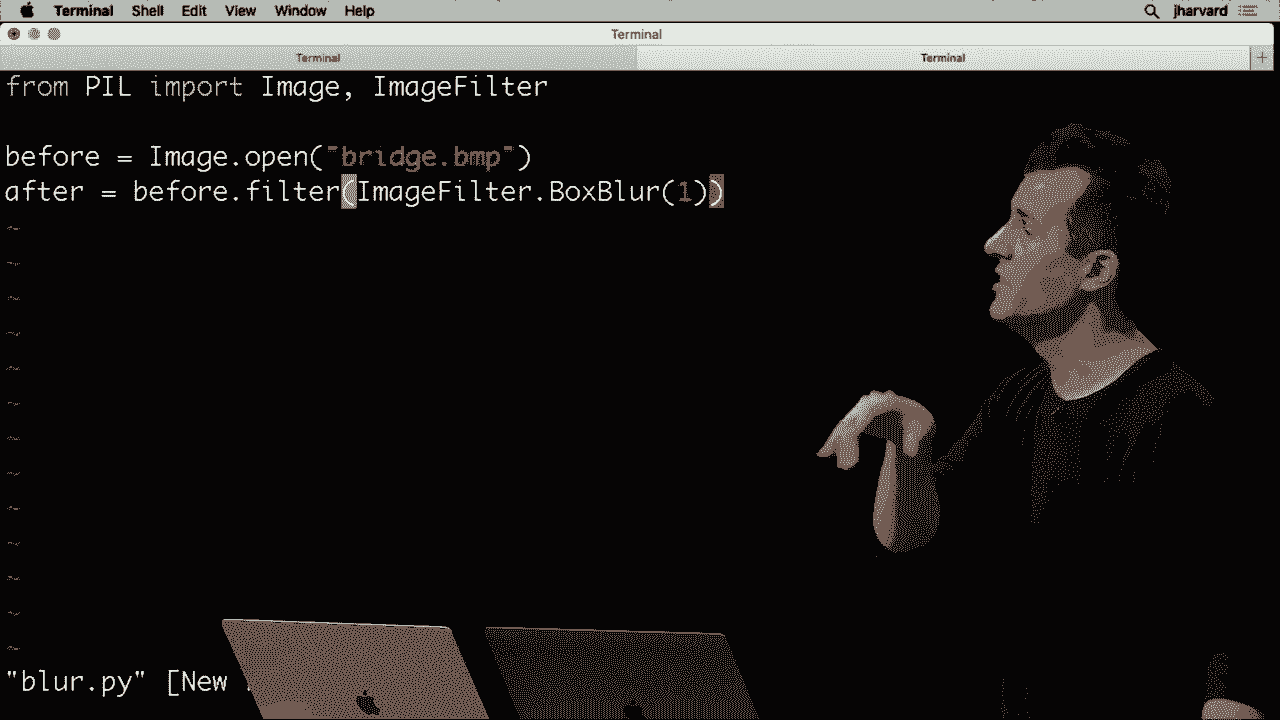 Terminal Shell Edit View Window Help jharvard
Terminal
Terminal Terminal +
from PIL import Image, ImageFilter
before = Image.open("bridge.bmp")
after = before.filter(ImageFilter.BoxBlur(1))
~
~
~
~
~
~
~
~
~
~
~
~
~
"blur.py" [New